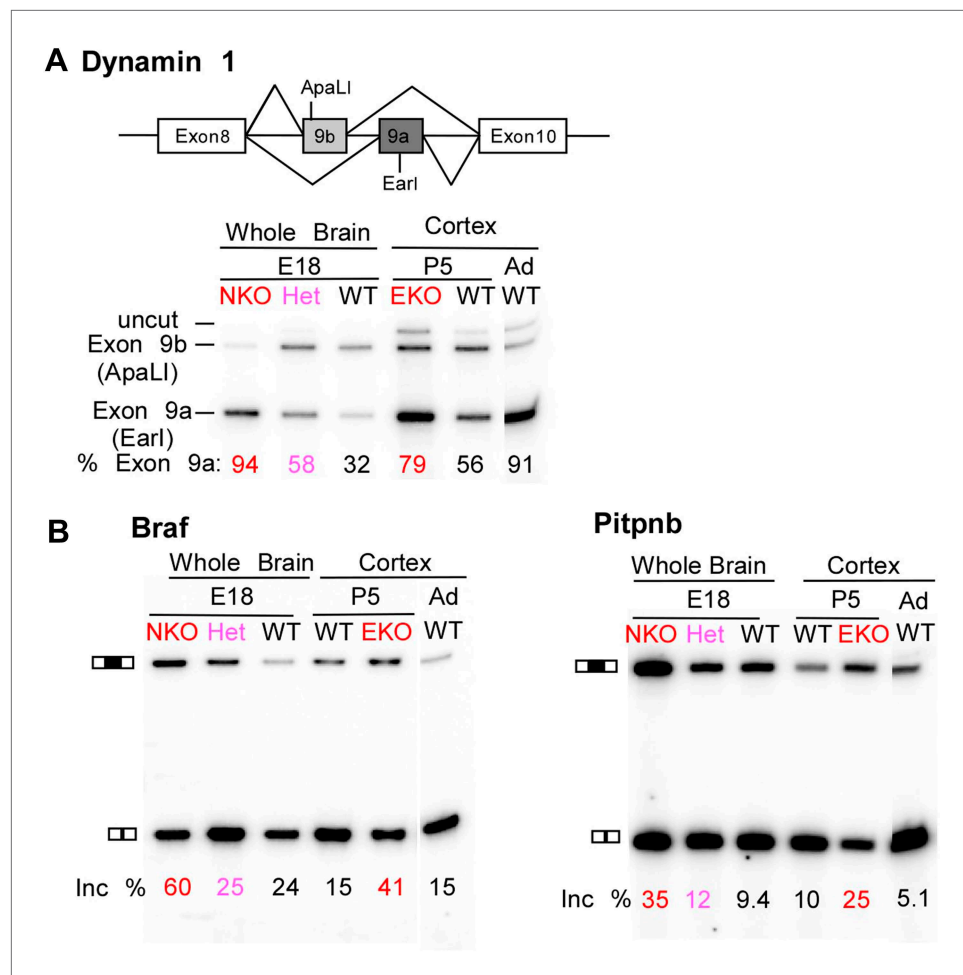 A Dynamin 1
ApaLI
Exon8 9b 9a Exon10
EarI
Whole Brain Cortex
E18 P5 Ad
NKO Het WT EKO WT WT
uncut
Exon 9b
(ApaLI)
Exon 9a
(EarI)
% Exon 9a: 94 58 32 79 56 91
B Braf
Whole Brain Cortex
E18 P5 Ad
NKO Het WT WT EKO WT
Inc % 60 25 24 15 41 15
Pitpnb
Whole Brain Cortex
E18 P5 Ad
NKO Het WT WT EKO WT
Inc % 35 12 9.4 10 25 5.1